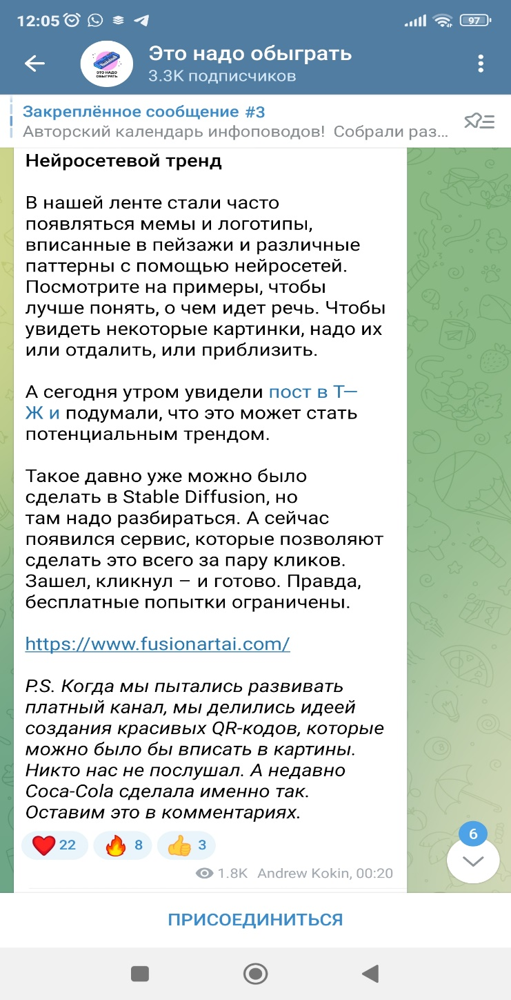 12:05
97
ЭТО НАДО
ОБЫГРАТЬ
Это надо обыграть
3.3K подписчиков
Закреплённое сообщение #3
Авторский календарь инфоповодов! Собрали раз...
Нейросетевой тренд
В нашей ленте стали часто
появляться мемы и логотипы,
вписанные в пейзажи и различные
паттерны с помощью нейросетей.
Посмотрите на примеры, чтобы
лучше понять, о чем идет речь. Чтобы
увидеть некоторые картинки, надо их
или отдалить, или приблизить.
А сегодня утром увидели пост в Т—
Ж и подумали, что это может стать
потенциальным трендом.
Такое давно уже можно было
сделать в Stable Diffusion, но
там надо разбираться. А сейчас
появился сервис, которые позволяют
сделать это всего за пару кликов.
Зашел, кликнул – и готово. Правда,
бесплатные попытки ограничены.
https://www.fusionartai.com/
P.S. Когда мы пытались развивать
платный канал, мы делились идеей
создания красивых QR-кодов, которые
можно было бы вписать в картины.
Никто нас не послушал. А недавно
Coca-Cola сделала именно так.
Оставим это в комментариях.
22 8 3
6
1.8K Andrew Kokin, 00:20
ПРИСОЕДИНИТЬСЯ